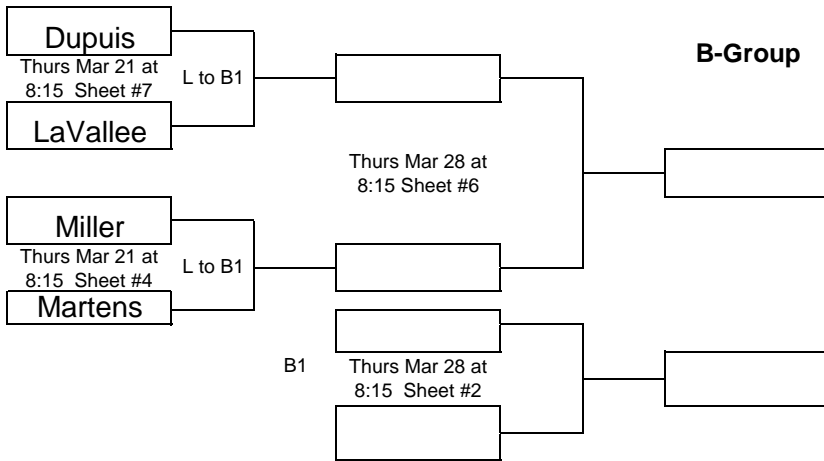 Dupuis
Thurs Mar 21 at
8:15 Sheet #7
L to B1
LaVallee
B-Group
Thurs Mar 28 at
8:15 Sheet #6
Miller
Thurs Mar 21 at
8:15 Sheet #4
L to B1
Martens
B1
Thurs Mar 28 at
8:15 Sheet #2